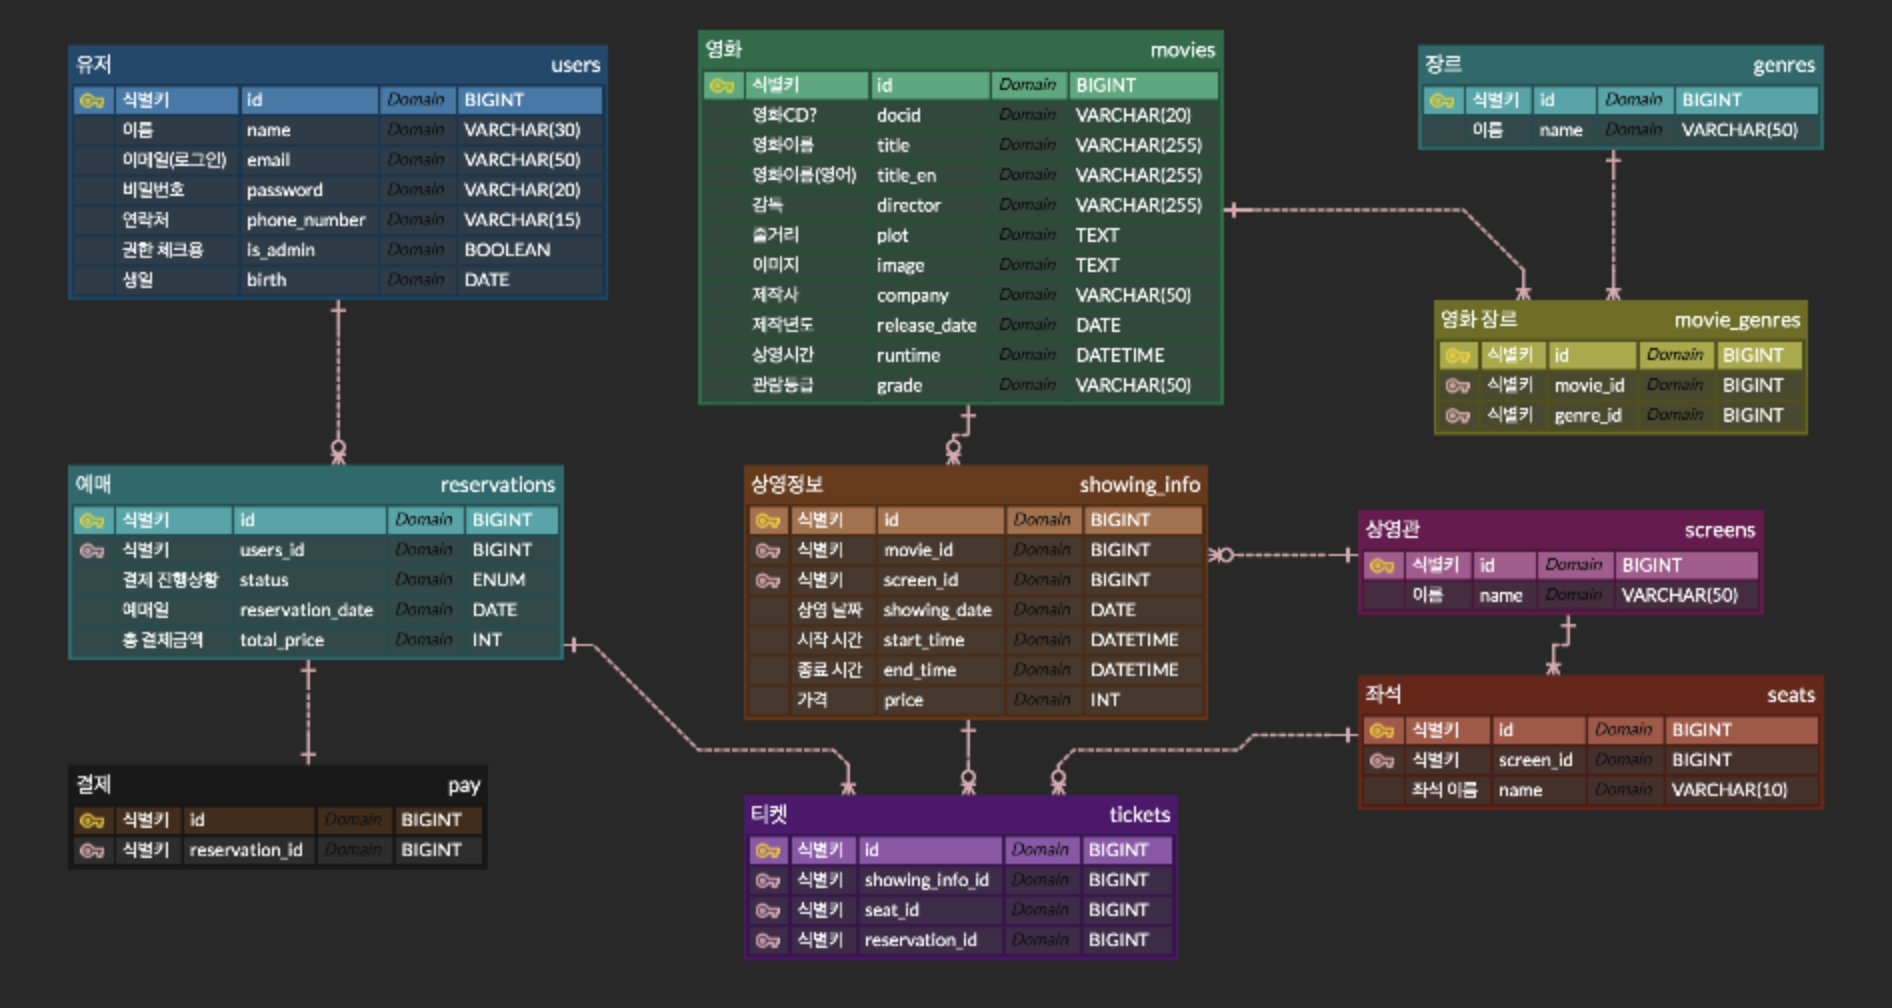 유저 users
식별키 id Domain BIGINT
이름 name Domain VARCHAR(30)
이메일(로그인) email Domain VARCHAR(50)
비밀번호 password Domain VARCHAR(20)
연락처 phone_number Domain VARCHAR(15)
권한 체크용 is_admin Domain BOOLEAN
생일 birth Domain DATE
영화 movies
식별키 id Domain BIGINT
영화CD? docid Domain VARCHAR(20)
영화이름 title Domain VARCHAR(255)
영화이름(영어) title_en Domain VARCHAR(255)
감독 director Domain VARCHAR(255)
줄거리 plot Domain TEXT
이미지 image Domain TEXT
제작사 company Domain VARCHAR(50)
제작년도 release_date Domain DATE
상영시간 runtime Domain DATETIME
관람등급 grade Domain VARCHAR(50)
장르 genres
식별키 id Domain BIGINT
이름 name Domain VARCHAR(50)
영화 장르 movie_genres
식별키 id Domain BIGINT
식별키 movie_id Domain BIGINT
식별키 genre_id Domain BIGINT
예매 reservations
식별키 id Domain BIGINT
식별키 users_id Domain BIGINT
결제 진행상황 status Domain ENUM
예매일 reservation_date Domain DATE
총 결제금액 total_price Domain INT
상영정보 showing_info
식별키 id Domain BIGINT
식별키 movie_id Domain BIGINT
식별키 screen_id Domain BIGINT
상영 날짜 showing_date Domain DATE
시작 시간 start_time Domain DATETIME
종료 시간 end_time Domain DATETIME
가격 price Domain INT
상영관 screens
식별키 id Domain BIGINT
이름 name Domain VARCHAR(50)
좌석 seats
식별키 id Domain BIGINT
식별키 screen_id Domain BIGINT
좌석 이름 name Domain VARCHAR(10)
결제 pay
식별키 id Domain BIGINT
식별키 reservation_id Domain BIGINT
티켓 tickets
식별키 id Domain BIGINT
식별키 showing_info_id Domain BIGINT
식별키 seat_id Domain BIGINT
식별키 reservation_id Domain BIGINT